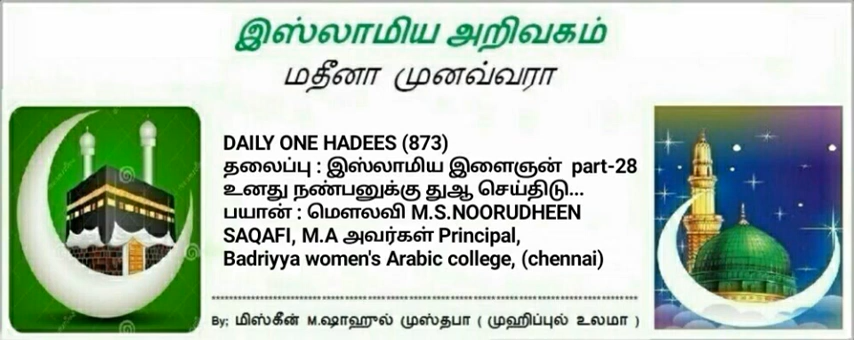 இஸ்லாமிய அறிவகம்
மதீனா முனவ்வரா
DAILY ONE HADEES (873)
தலைப்பு : இஸ்லாமிய இளைஞன் part-28
உனது நண்பனுக்கு துஆ செய்திடு...
பயான் : மௌலவி M.S.NOORUDHEEN
SAQAFI, M.A அவர்கள் Principal,
Badriyya women's Arabic college, (chennai)
By; மிஸ்கீன் M.ஷாஹுல் முஸ்தபா ( முஹிப்புல் உலமா )